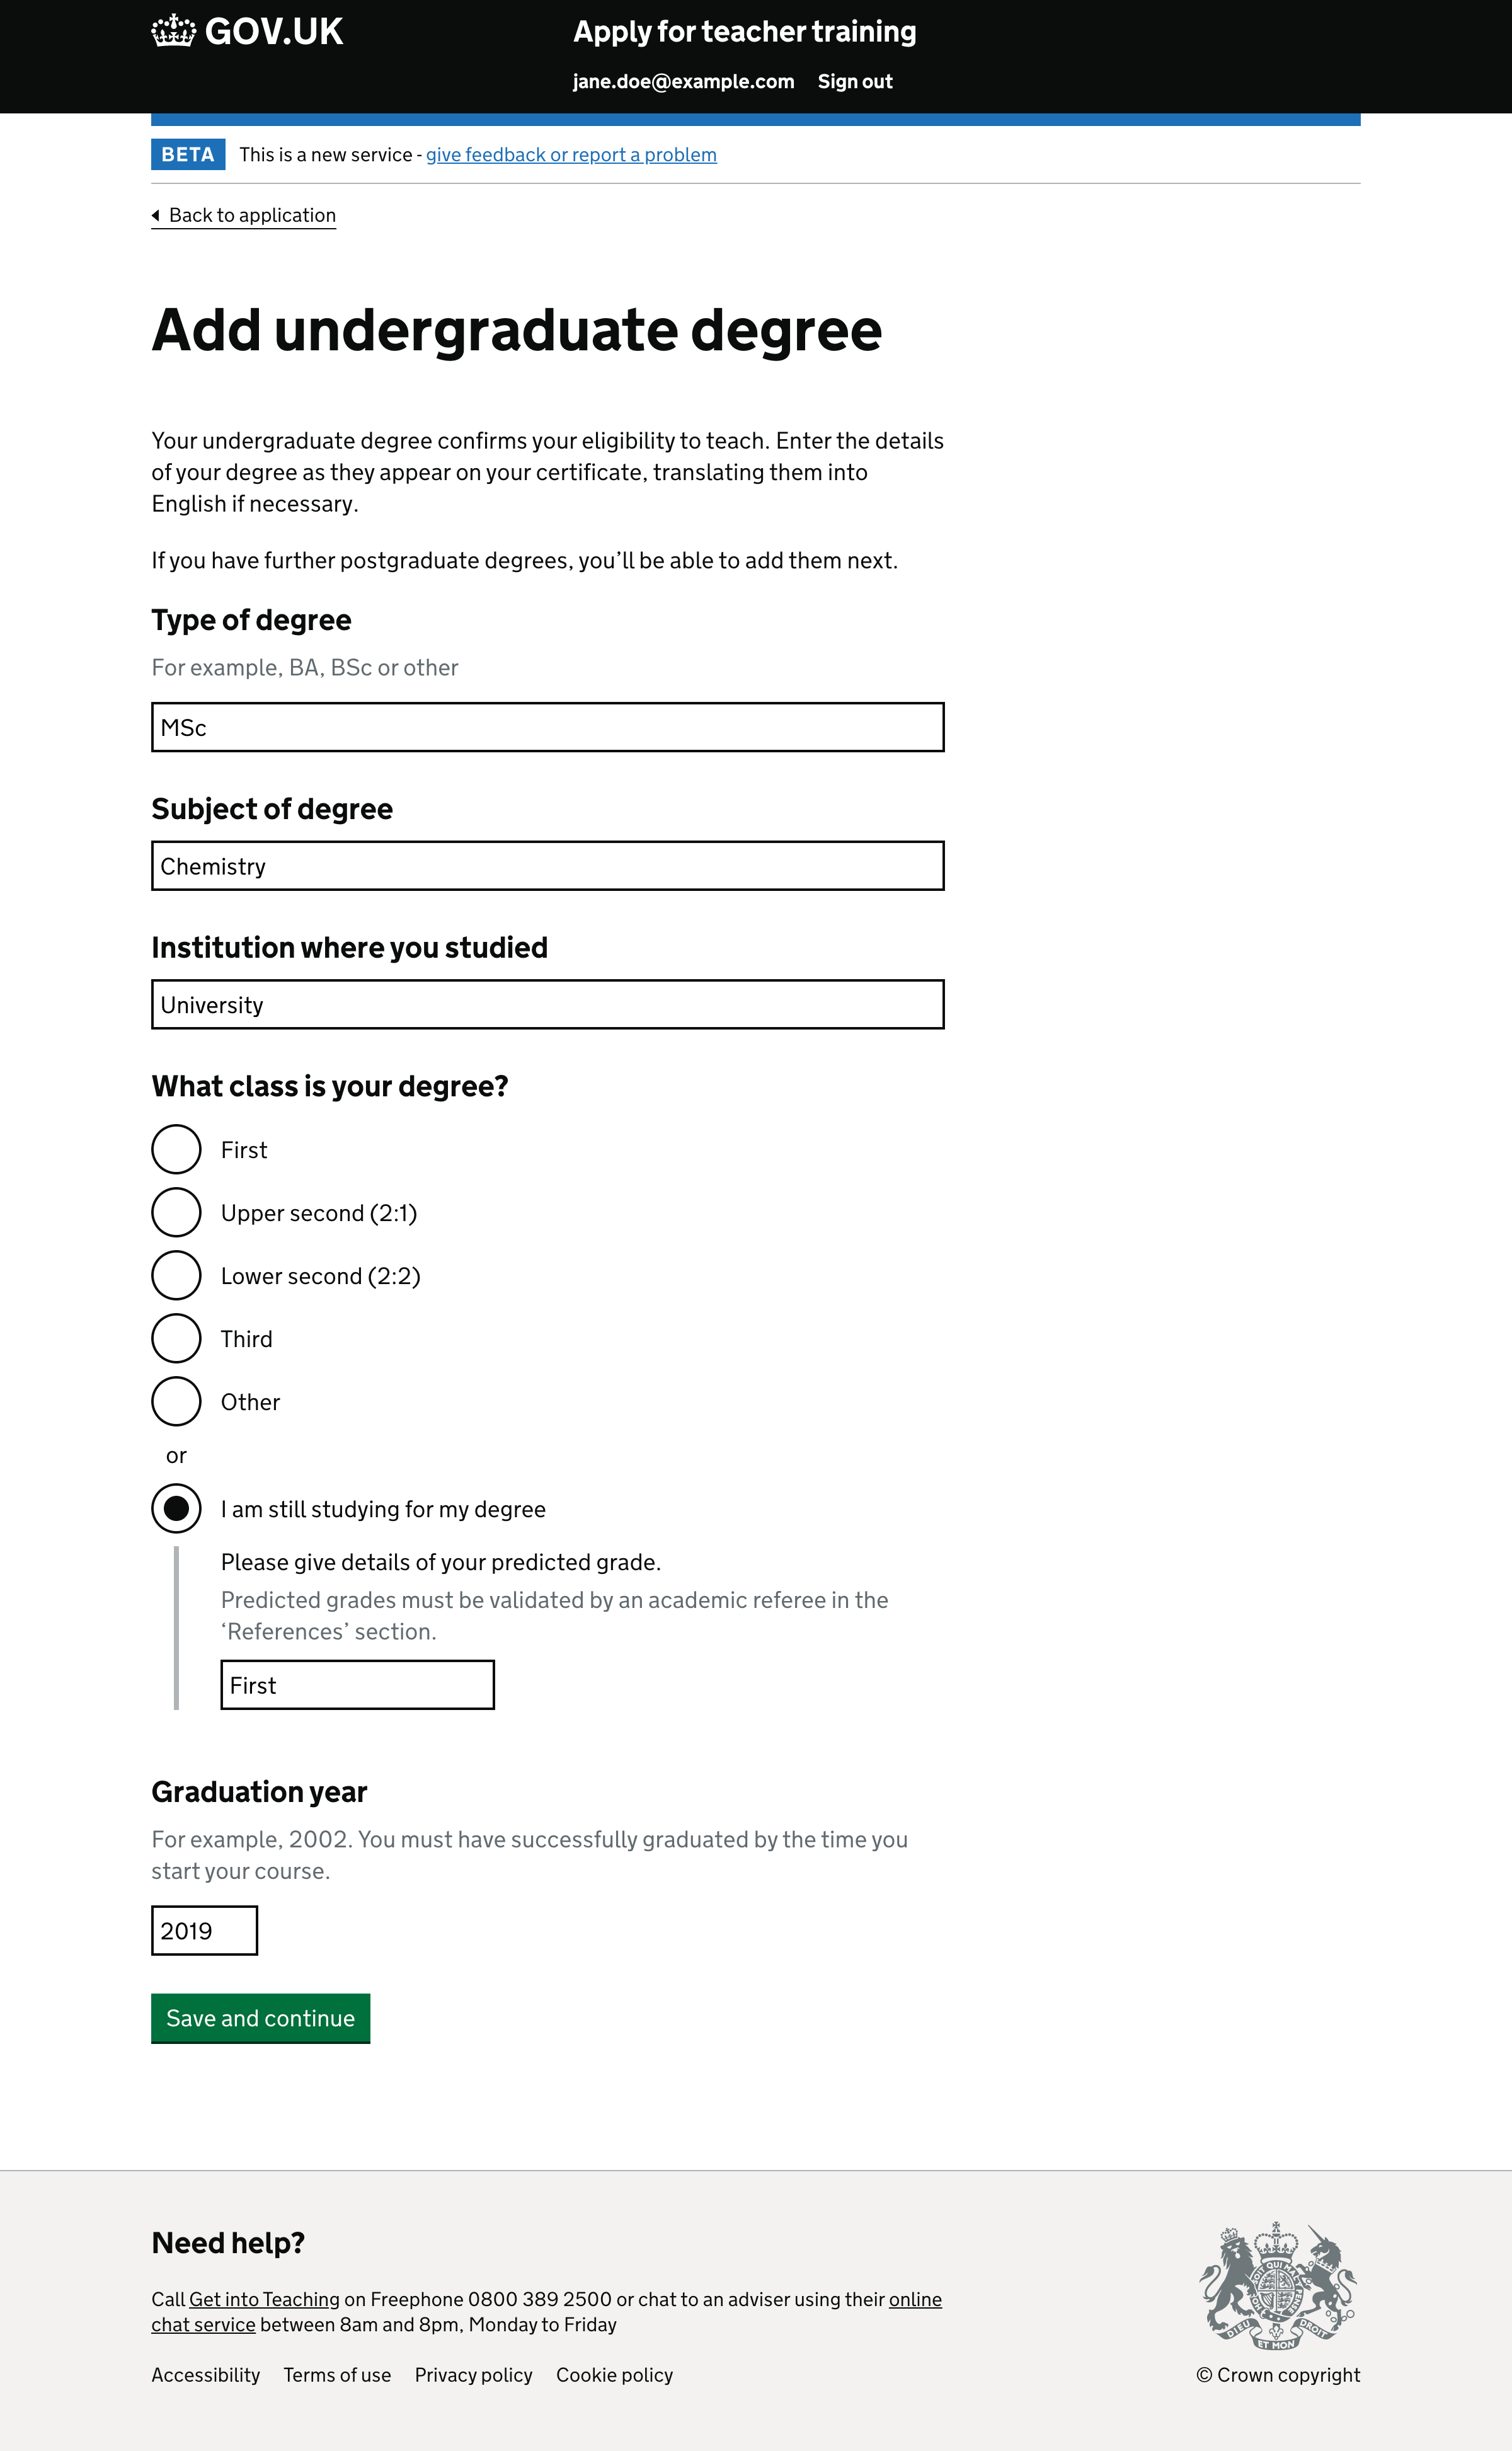 GOV.UK
Apply for teacher training
jane.doe@example.com Sign out
BETA This is a new service - give feedback or report a problem
Back to application
Add undergraduate degree
Your undergraduate degree confirms your eligibility to teach. Enter the details
of your degree as they appear on your certificate, translating them into
English if necessary.
If you have further postgraduate degrees, you’ll be able to add them next.
Type of degree
For example, BA, BSc or other
MSc
Subject of degree
Chemistry
Institution where you studied
University
What class is your degree?
First
Upper second (2:1)
Lower second (2:2)
Third
Other
or
I am still studying for my degree
Please give details of your predicted grade.
Predicted grades must be validated by an academic referee in the
‘References’ section.
First
Graduation year
For example, 2002. You must have successfully graduated by the time you
start your course.
2019
Save and continue
Need help?
Call Get into Teaching on Freephone 0800 389 2500 or chat to an adviser using their online
chat service between 8am and 8pm, Monday to Friday
Accessibility Terms of use Privacy policy Cookie policy
DIEU ET MON DROIT
© Crown copyright